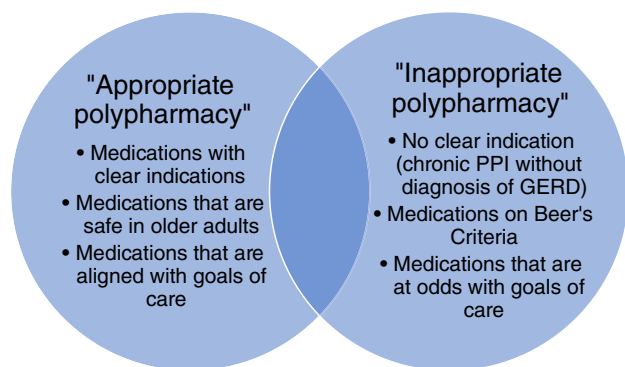 "Appropriate
polypharmacy"
• Medications with
clear indications
• Medications that are
safe in older adults
• Medications that are
aligned with goals of
care
"Inappropriate
polypharmacy"
• No clear indication
(chronic PPI without
diagnosis of GERD)
• Medications on Beer's
Criteria
• Medications that are
at odds with goals of
care